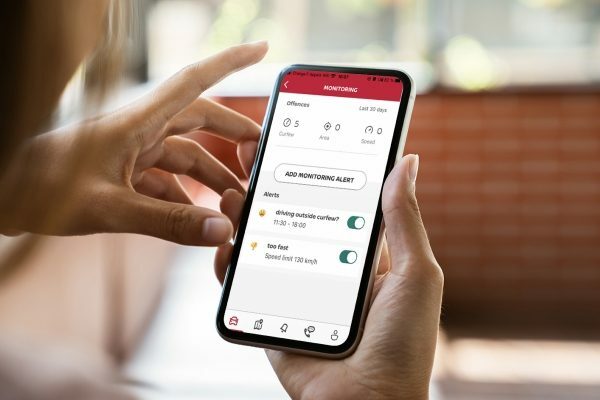 MONITORING
Offences Last 30 days
5 0 0
Curfew Area Speed
ADD MONITORING ALERT
Alerts
driving outside curfew?
11:30 - 18:00
too fast
Speed limit 130 km/h